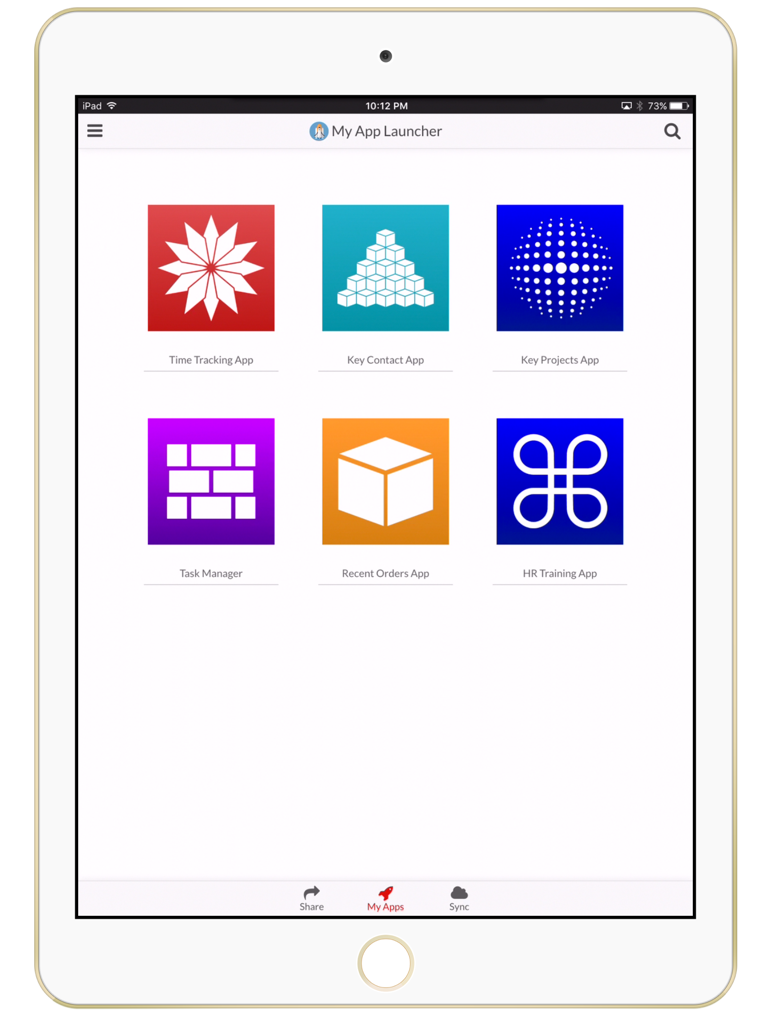 iPad 10:12 PM 73%
My App Launcher
Time Tracking App Key Contact App Key Projects App
Task Manager Recent Orders App HR Training App
Share My Apps Sync